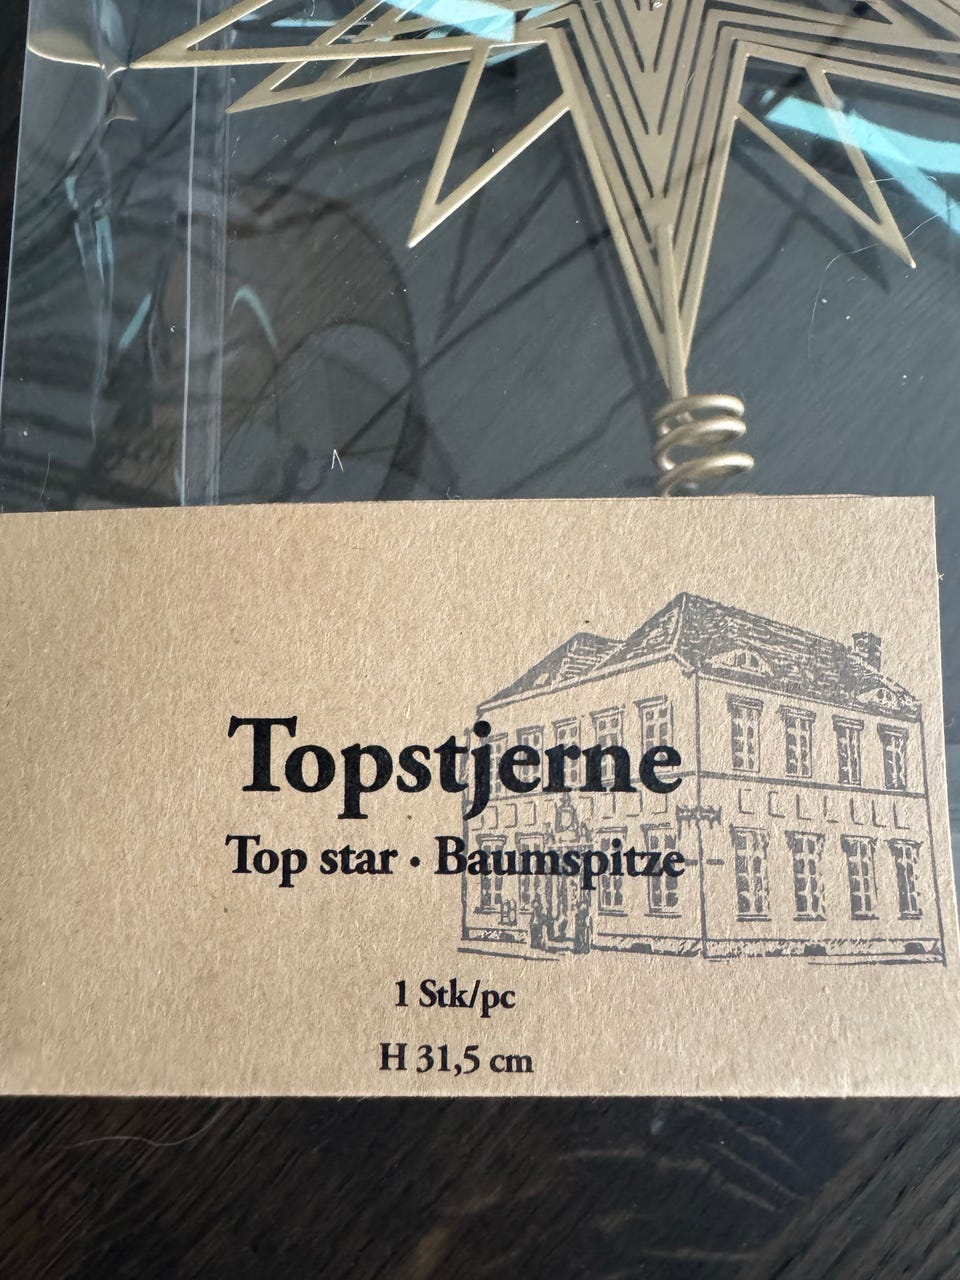 Topstjerne
Top star · Baumspitze
1 Stk/pc
H 31,5 cm